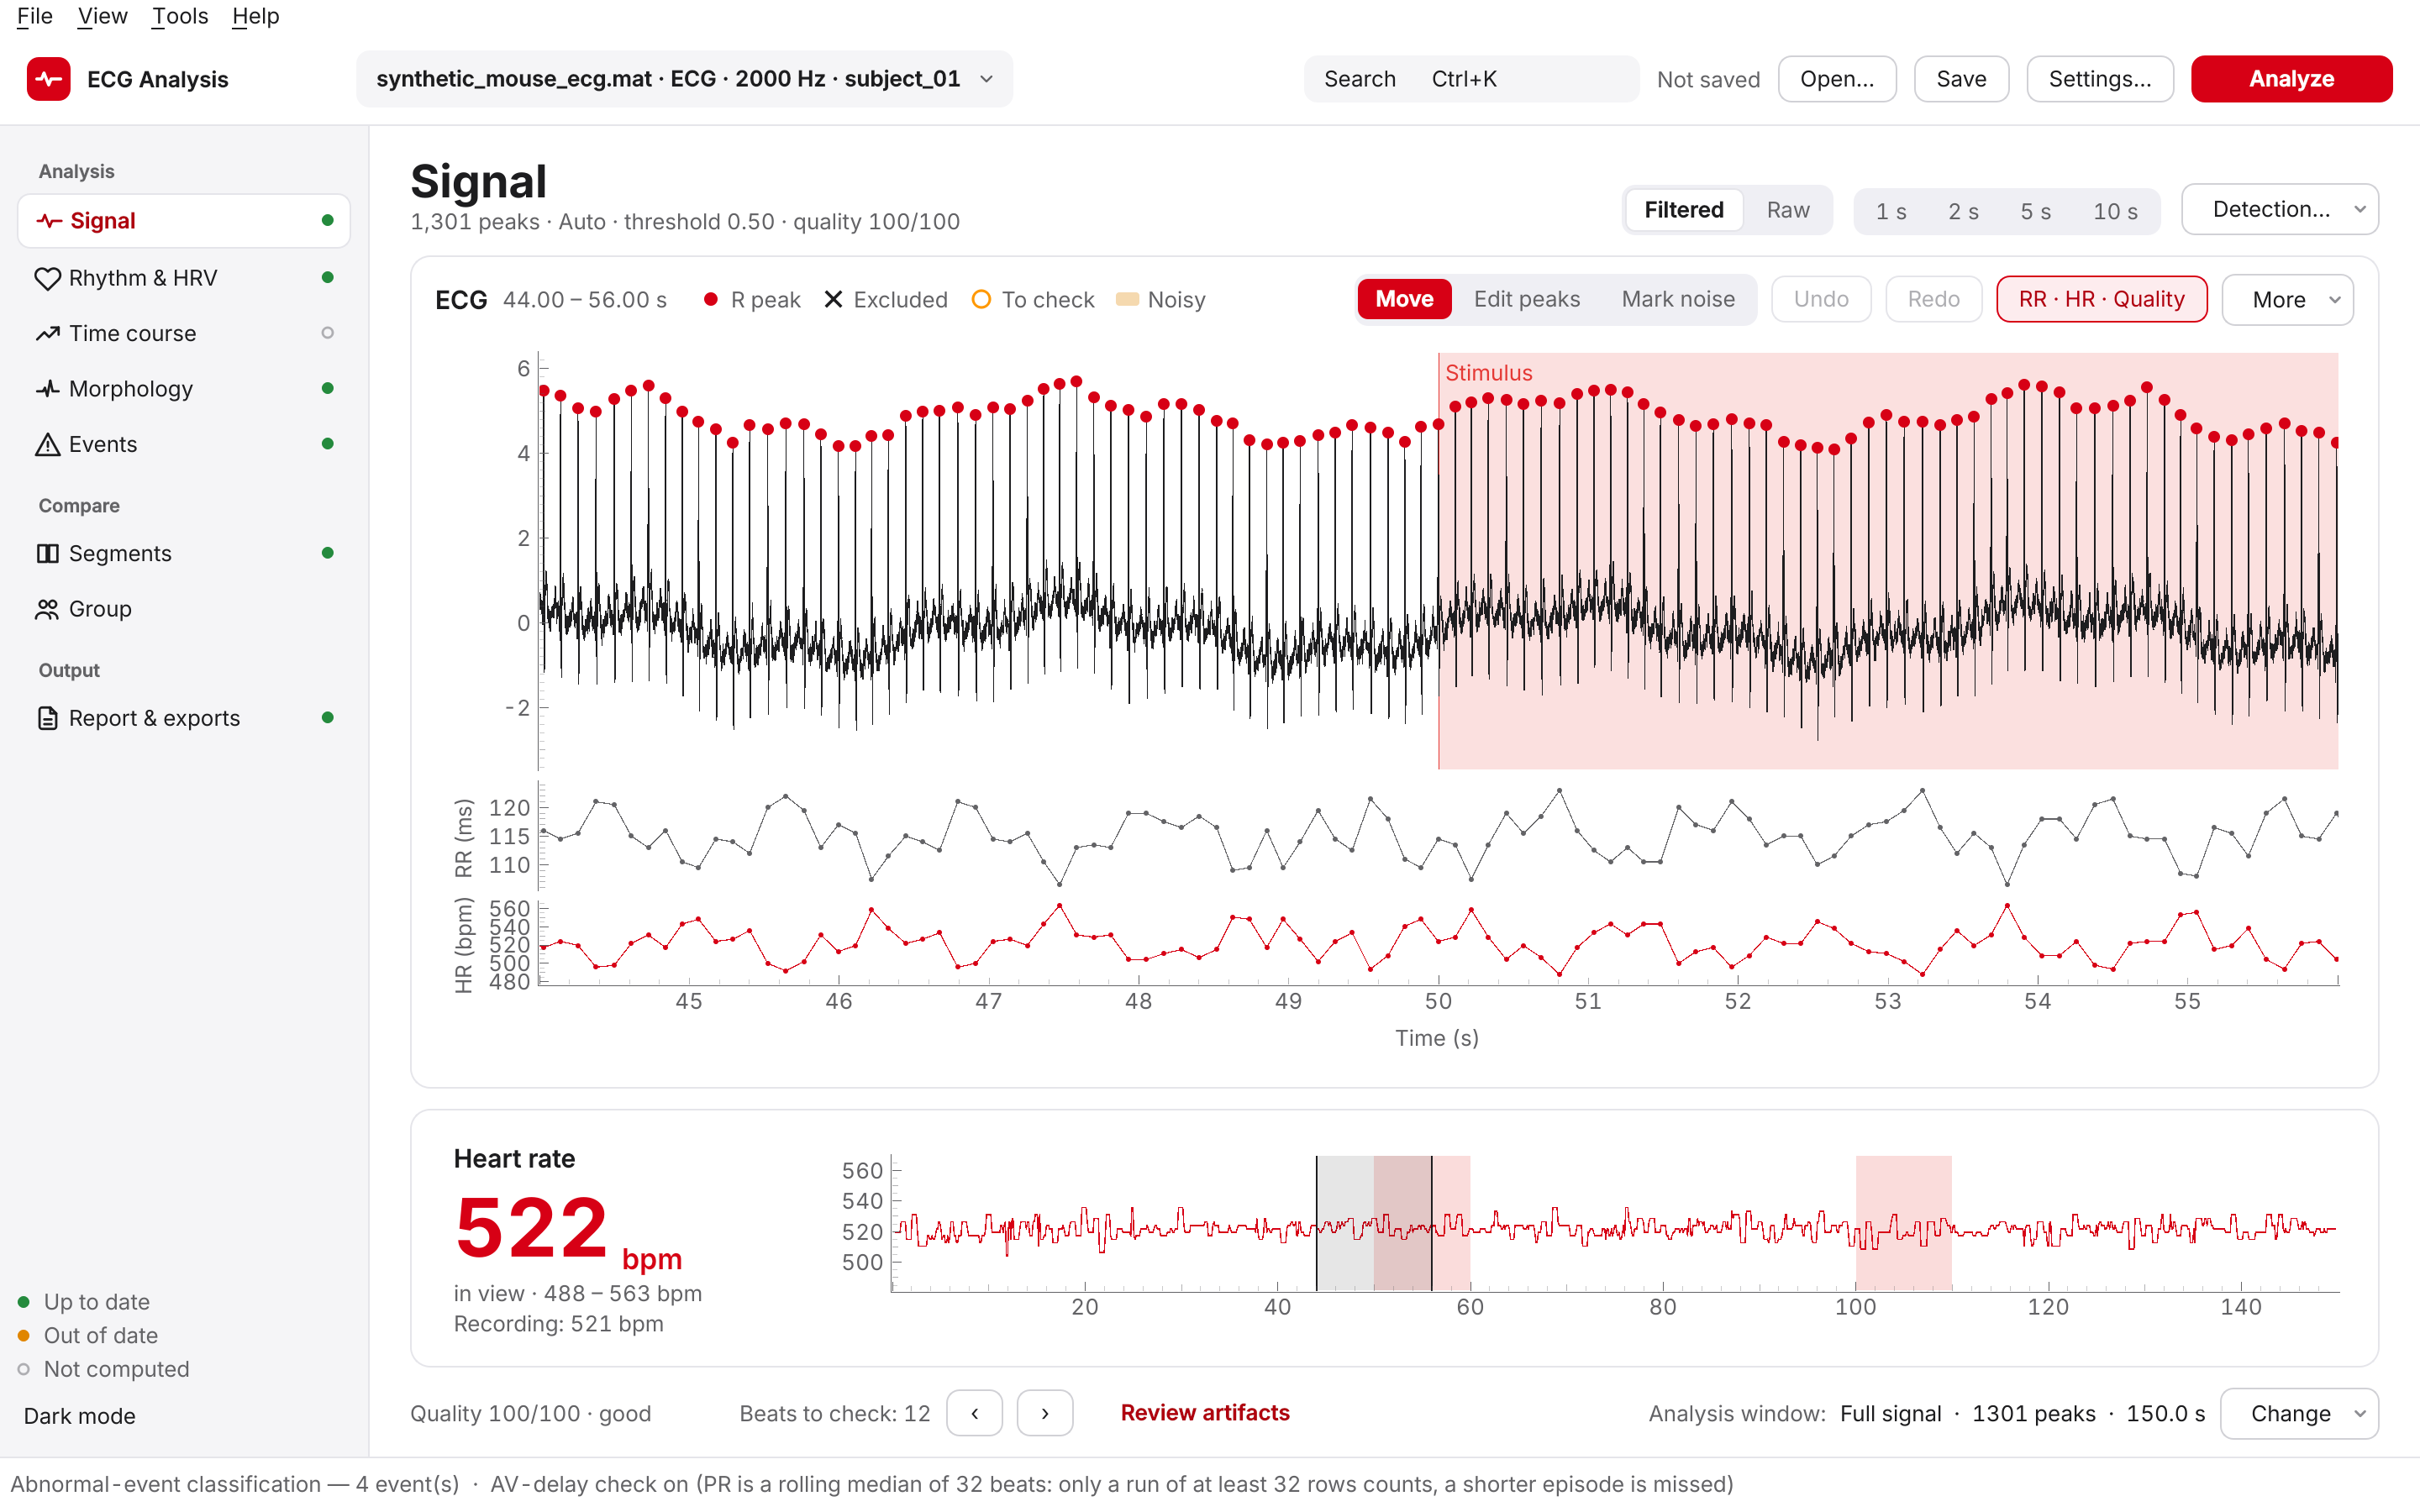 File View Tools Help
ECG Analysis
synthetic_mouse_ecg.mat · ECG · 2000 Hz · subject_01
Search Ctrl+K
Not saved
Open...
Save
Settings...
Analyze
Analysis
Signal
Rhythm & HRV
Time course
Morphology
Events
Compare
Segments
Group
Output
Report & exports
Up to date
Out of date
Not computed
Dark mode
Signal
1,301 peaks · Auto · threshold 0.50 · quality 100/100
Filtered Raw
1 s 2 s 5 s 10 s
Detection...
ECG 44.00 – 56.00 s
R peak Excluded To check Noisy
Move Edit peaks Mark noise
Undo
Redo
RR · HR · Quality
More
6
4
2
0
-2
Stimulus
RR (ms)
120
115
110
HR (bpm)
560
540
520
500
480
45 46 47 48 49 50 51 52 53 54 55
Time (s)
Heart rate
522 bpm
in view · 488 – 563 bpm
Recording: 521 bpm
560
540
520
500
20 40 60 80 100 120 140
Quality 100/100 · good
Beats to check: 12
‹ ›
Review artifacts
Analysis window: Full signal · 1301 peaks · 150.0 s
Change
Abnormal-event classification — 4 event(s) · AV-delay check on (PR is a rolling median of 32 beats: only a run of at least 32 rows counts, a shorter episode is missed)